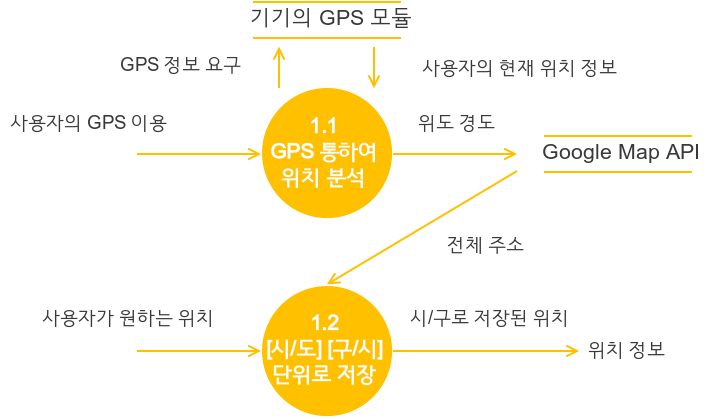 기기의 GPS 모듈
GPS 정보 요구
사용자의 현재 위치 정보
사용자의 GPS 이용
1.1
GPS 통하여
위치 분석
위도 경도
Google Map API
전체 주소
사용자가 원하는 위치
1.2
[시/도] [구/시]
단위로 저장
시/구로 저장된 위치
위치 정보